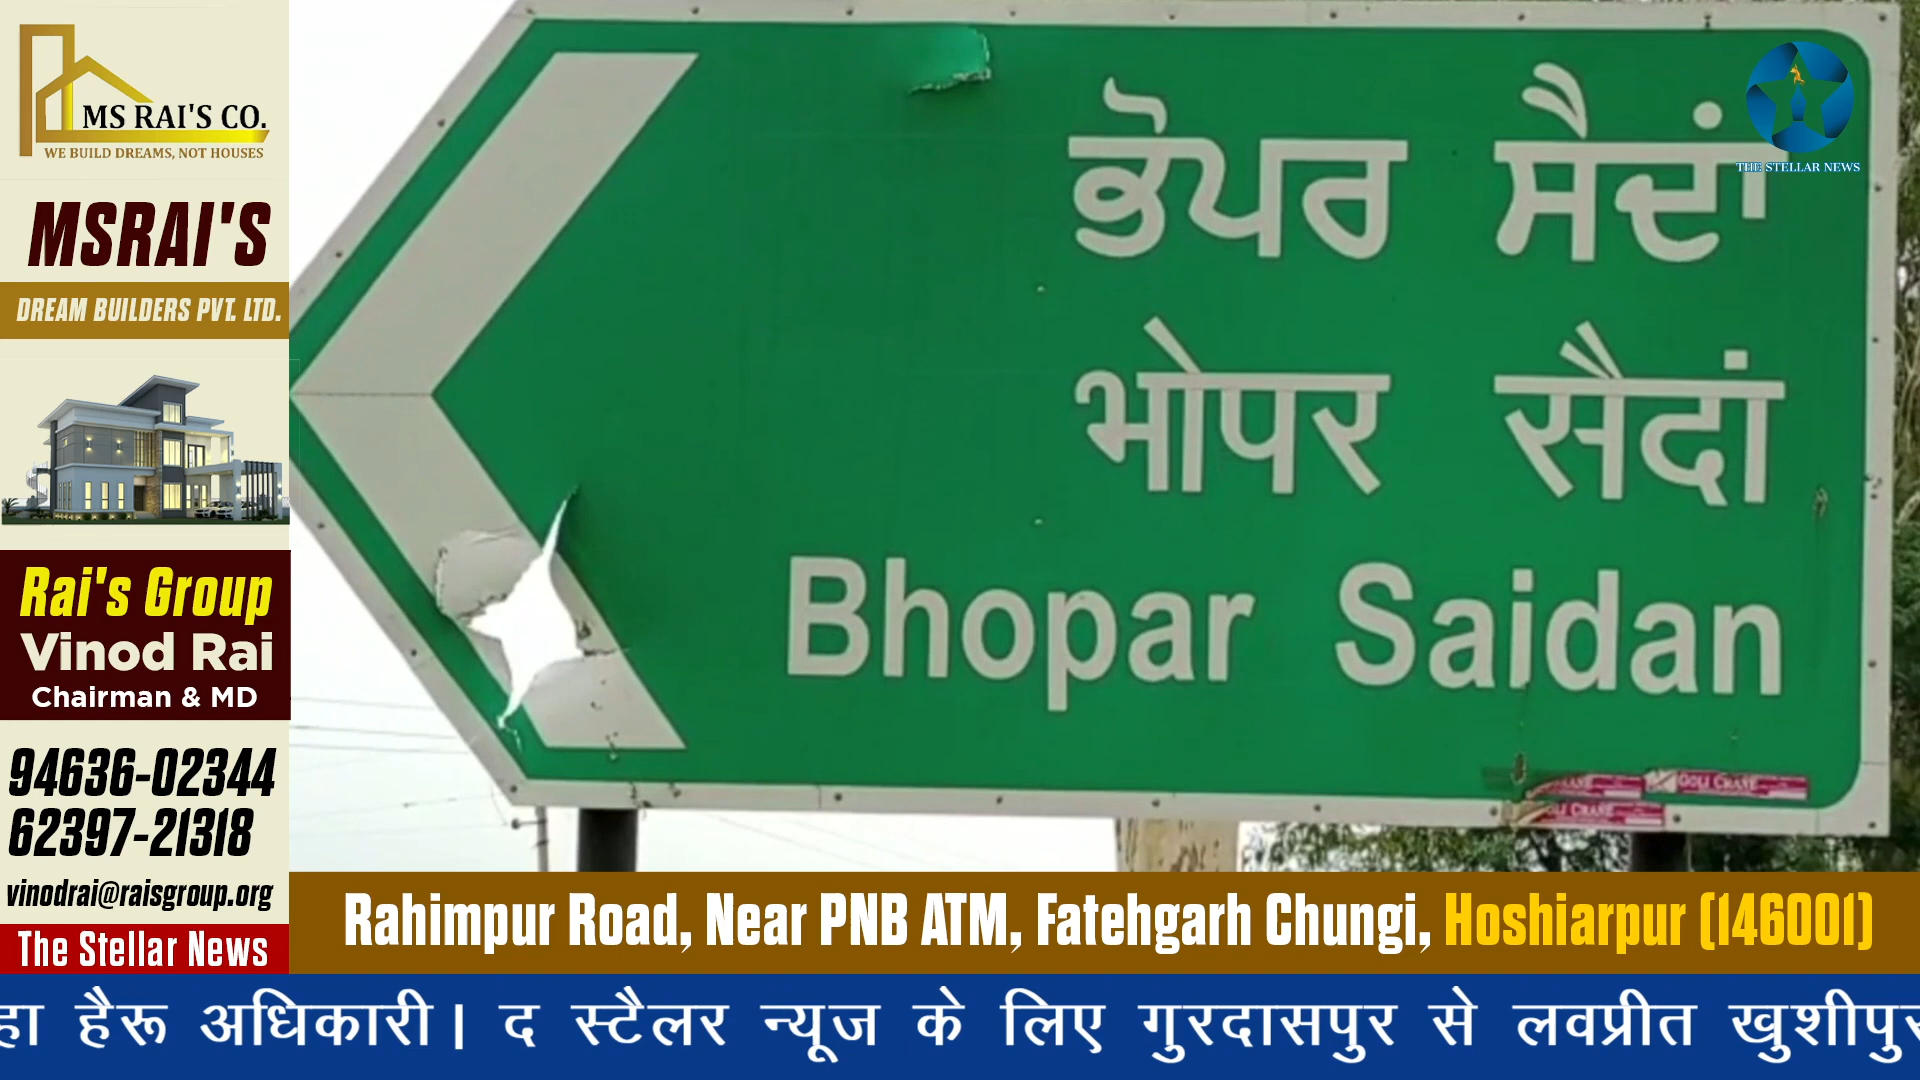 MS RAI'S CO.
WE BUILD DREAMS, NOT HOUSES
MSRAI'S
DREAM BUILDERS PVT. LTD.
Rai's Group
Vinod Rai
Chairman & MD
94636-02344
62397-21318
vinodrai@raisgroup.org
The Stellar News
THE STELLAR NEWS
ਭੋਪਰ ਸੈਦਾਂ
भोपर सैदां
Bhopar Saidan
GOLI CRANE
Rahimpur Road, Near PNB ATM, Fatehgarh Chungi, Hoshiarpur (146001)
हैरू अधिकारी। द स्टैलर न्यूज के लिए गुरदासपुर से लवप्रीत